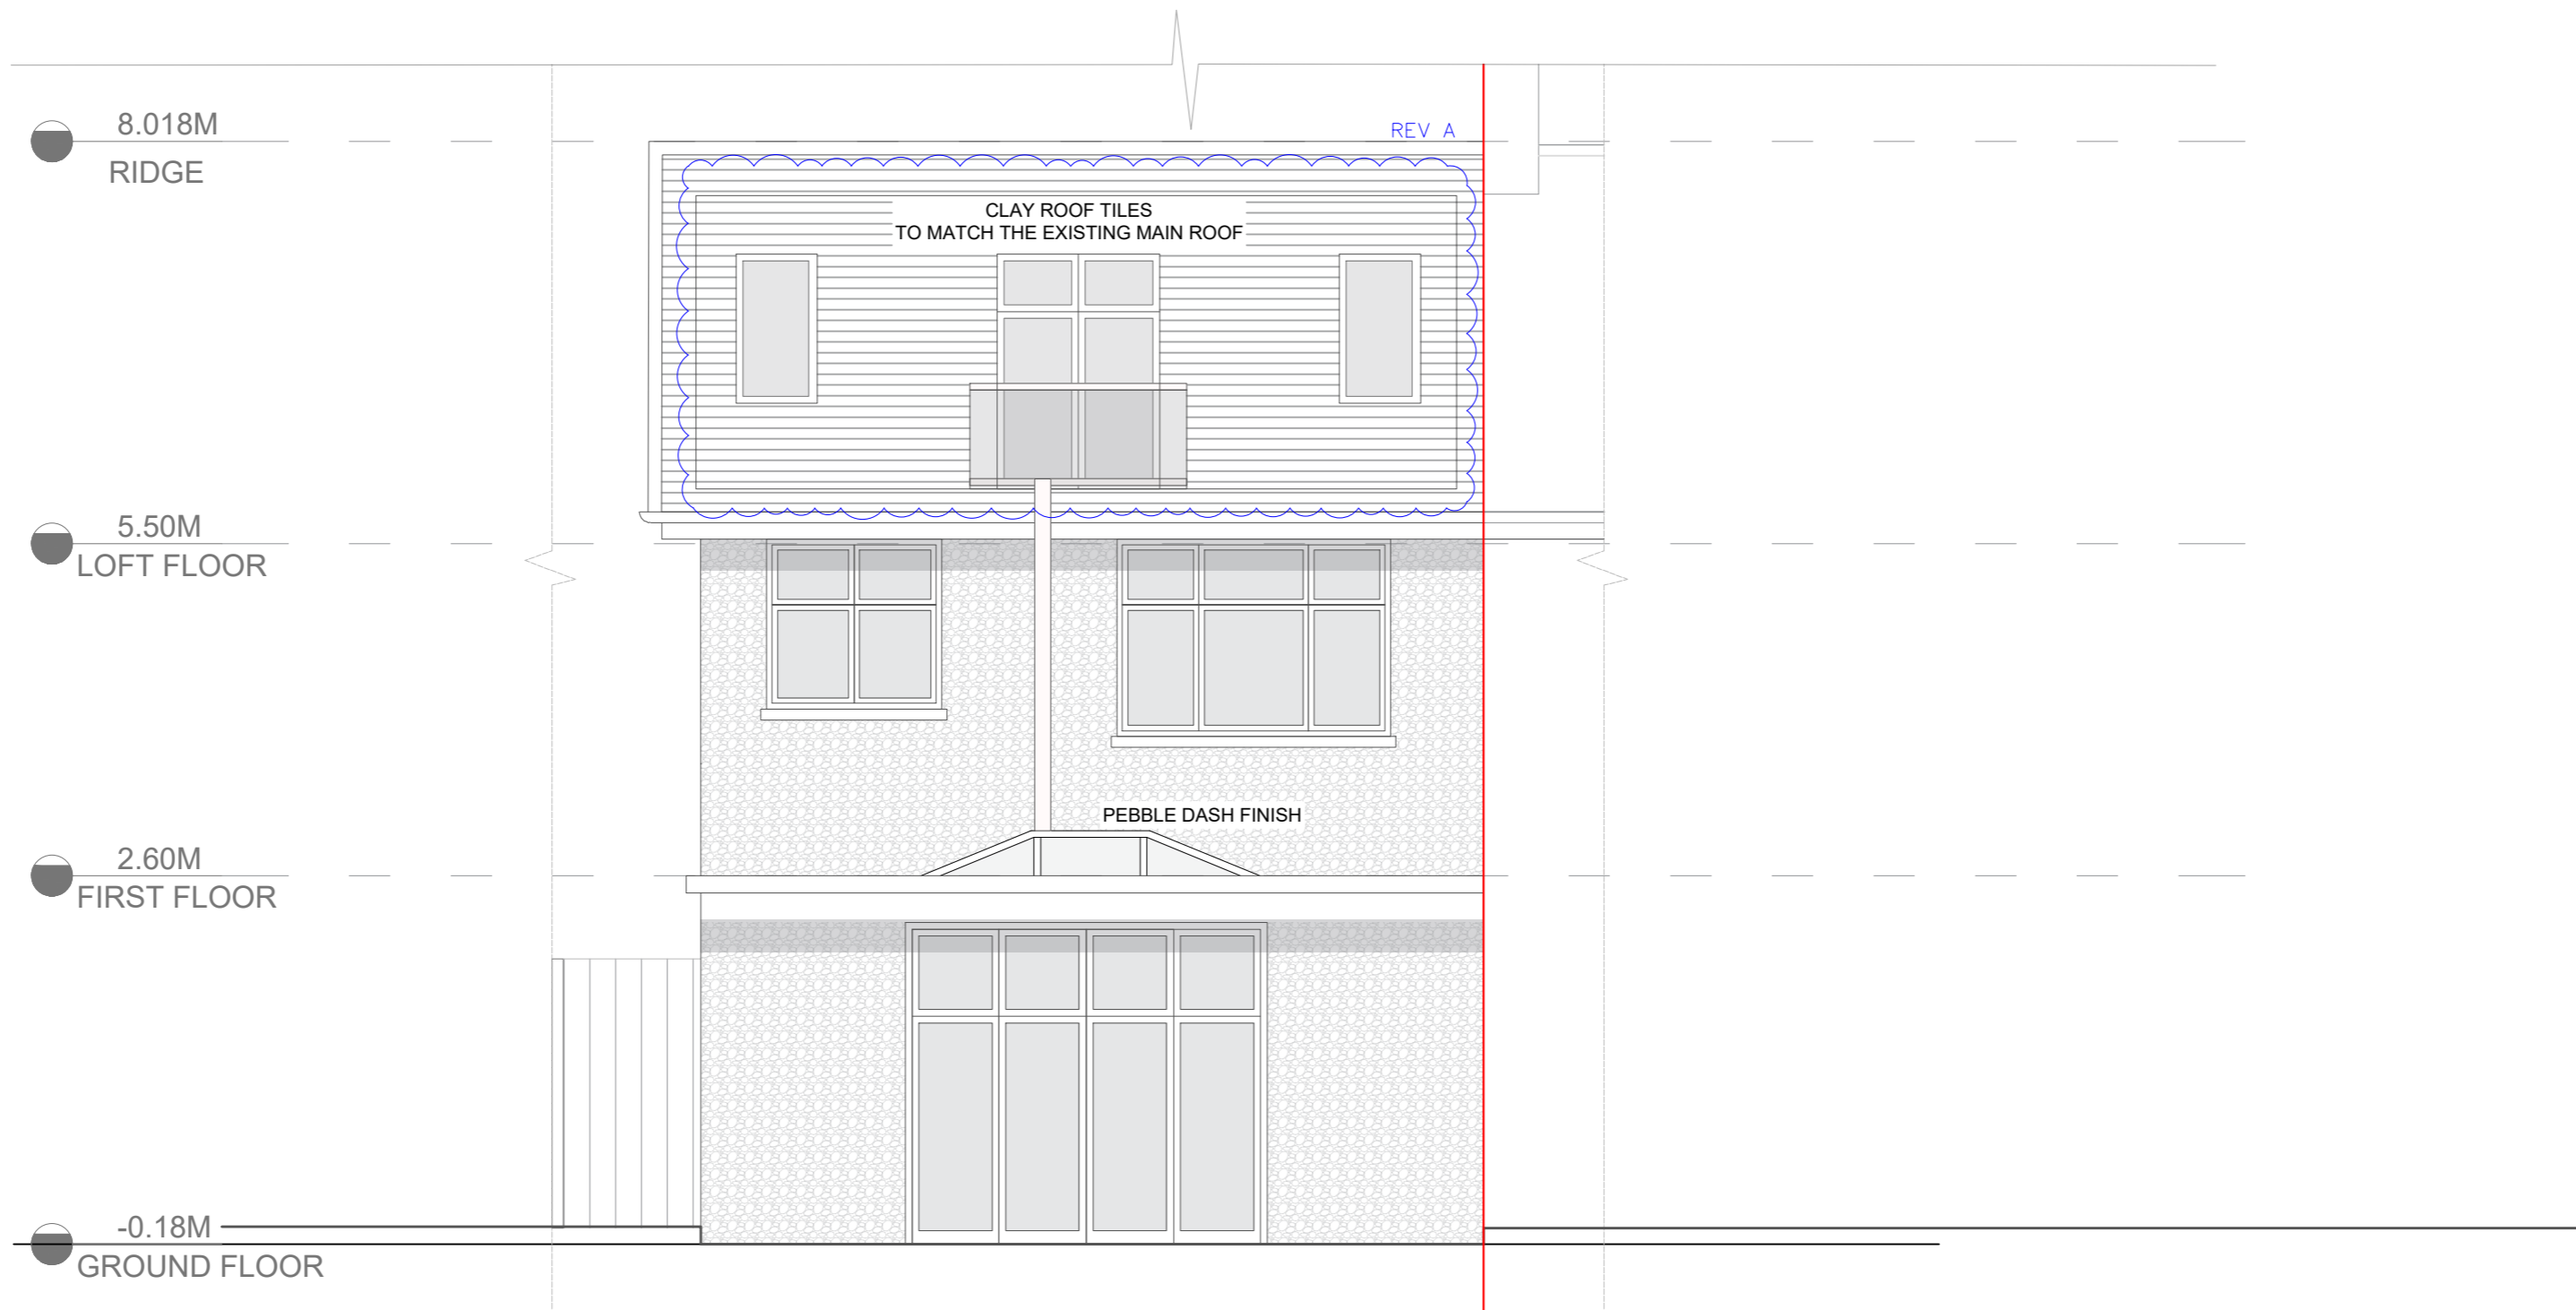 8.018M
RIDGE
REV A
CLAY ROOF TILES
TO MATCH THE EXISTING MAIN ROOF
5.50M
LOFT FLOOR
PEBBLE DASH FINISH
2.60M
FIRST FLOOR
-0.18M
GROUND FLOOR